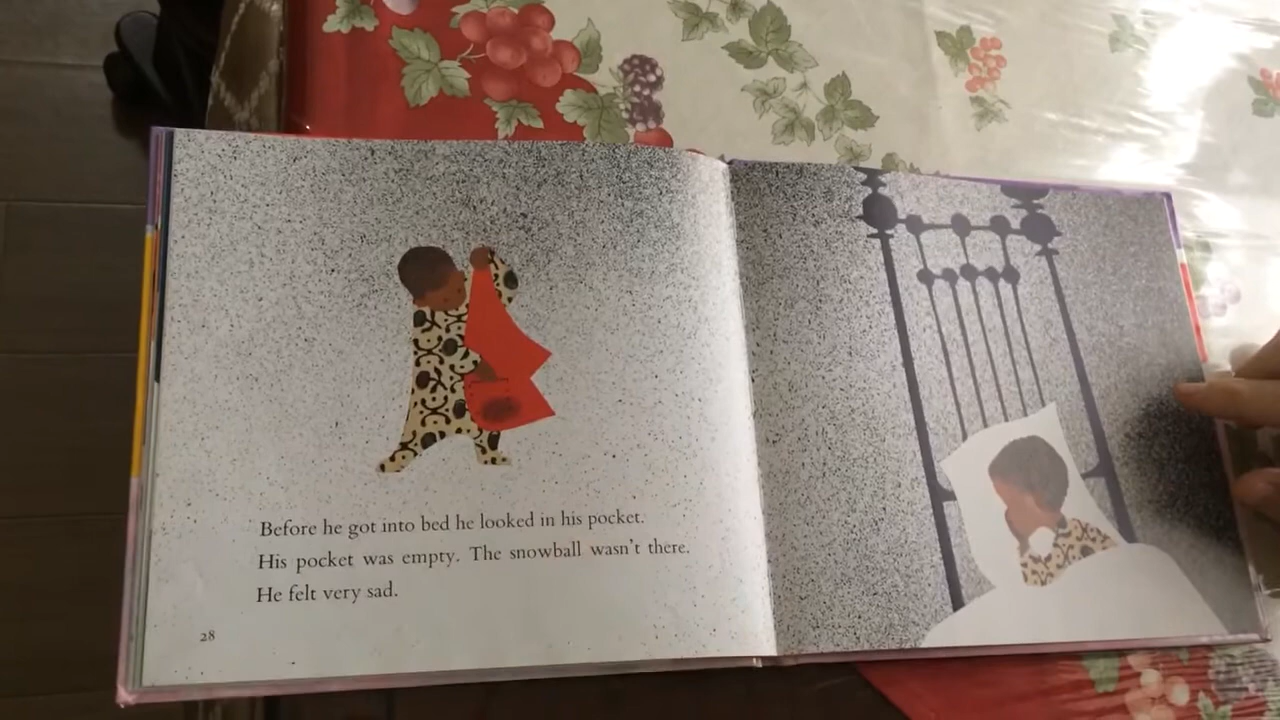 Before he got into bed he looked in his pocket.
His pocket was empty. The snowball wasn't there.
He felt very sad.
28